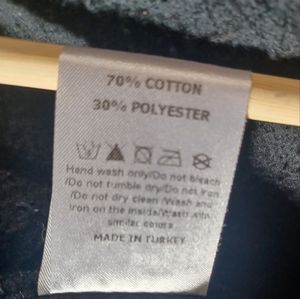 70% COTTON
30% POLYESTER
Hand wash only/Do not bleach
/Do not tumble dry/Do not iron
/Do not dry clean/Wash and
Iron on the inside/Wash with
similar colors
MADE IN TURKEY